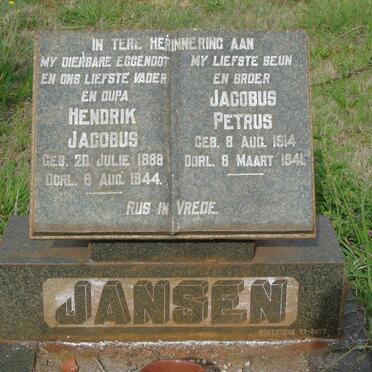 IN TERE HERINNERING AAN
MY DIERBARE EGGENOOT
EN ONS LIEFSTE VADER
EN OUPA
HENDRIK
JACOBUS
GEB. 20 JULIE 1888
OORL. 6 AUG. 1944.
MY LIEFSTE SEUN
EN BROER
JACOBUS
PETRUS
GEB. 8 AUG. 1914
OORL. 8 MAART 1941.
RUS IN VREDE.
JANSEN